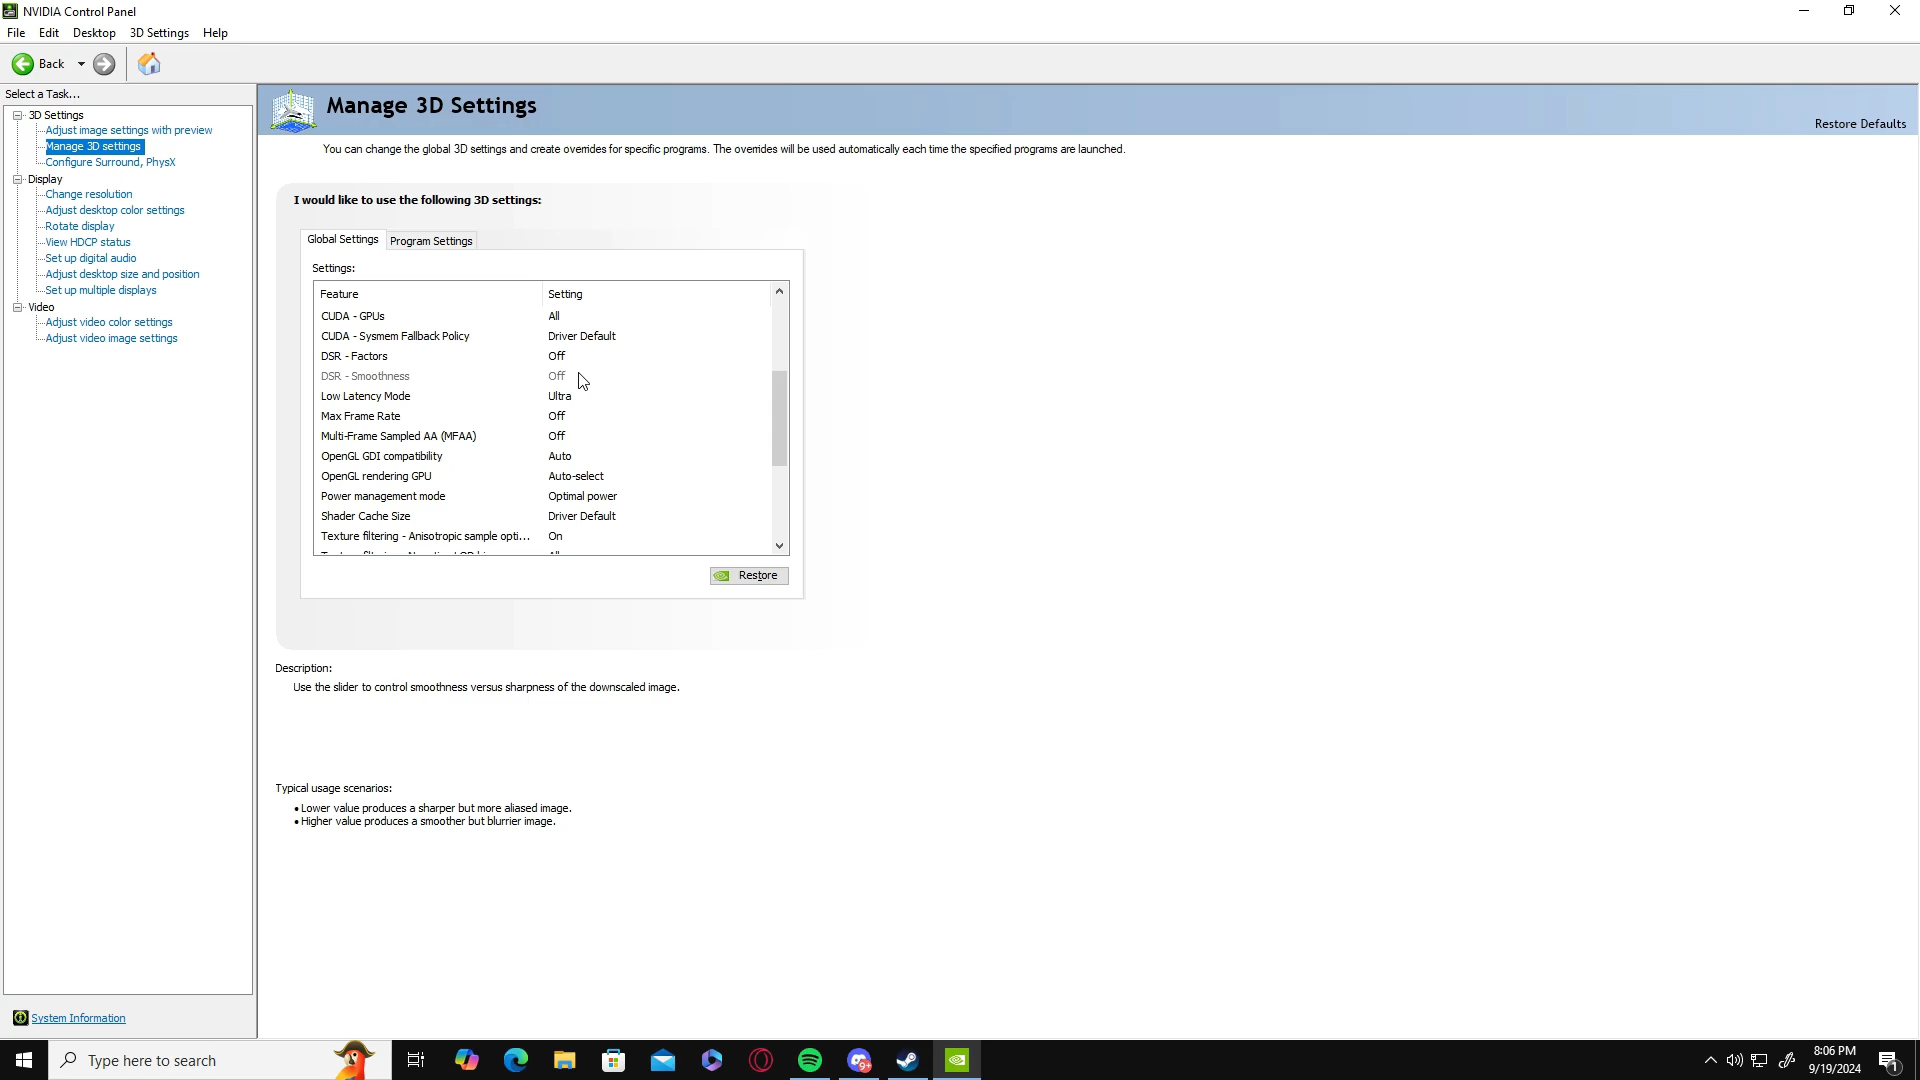 NVIDIA Control Panel
File Edit Desktop 3D Settings Help
Back
Select a Task...
3D Settings
Adjust image settings with preview
Manage 3D settings
Configure Surround, PhysX
Display
Change resolution
Adjust desktop color settings
Rotate display
View HDCP status
Set up digital audio
Adjust desktop size and position
Set up multiple displays
Video
Adjust video color settings
Adjust video image settings
System Information
Manage 3D Settings
Restore Defaults
You can change the global 3D settings and create overrides for specific programs. The overrides will be used automatically each time the specified programs are launched.
I would like to use the following 3D settings:
Global Settings Program Settings
Settings:
Feature Setting
CUDA - GPUs All
CUDA - Sysmem Fallback Policy Driver Default
DSR - Factors Off
DSR - Smoothness Off
Low Latency Mode Ultra
Max Frame Rate Off
Multi-Frame Sampled AA (MFAA) Off
OpenGL GDI compatibility Auto
OpenGL rendering GPU Auto-select
Power management mode Optimal power
Shader Cache Size Driver Default
Texture filtering - Anisotropic sample opti... On
Restore
Description:
Use the slider to control smoothness versus sharpness of the downscaled image.
Typical usage scenarios:
• Lower value produces a sharper but more aliased image.
• Higher value produces a smoother but blurrier image.
Type here to search
9+
8:06 PM
9/19/2024
1